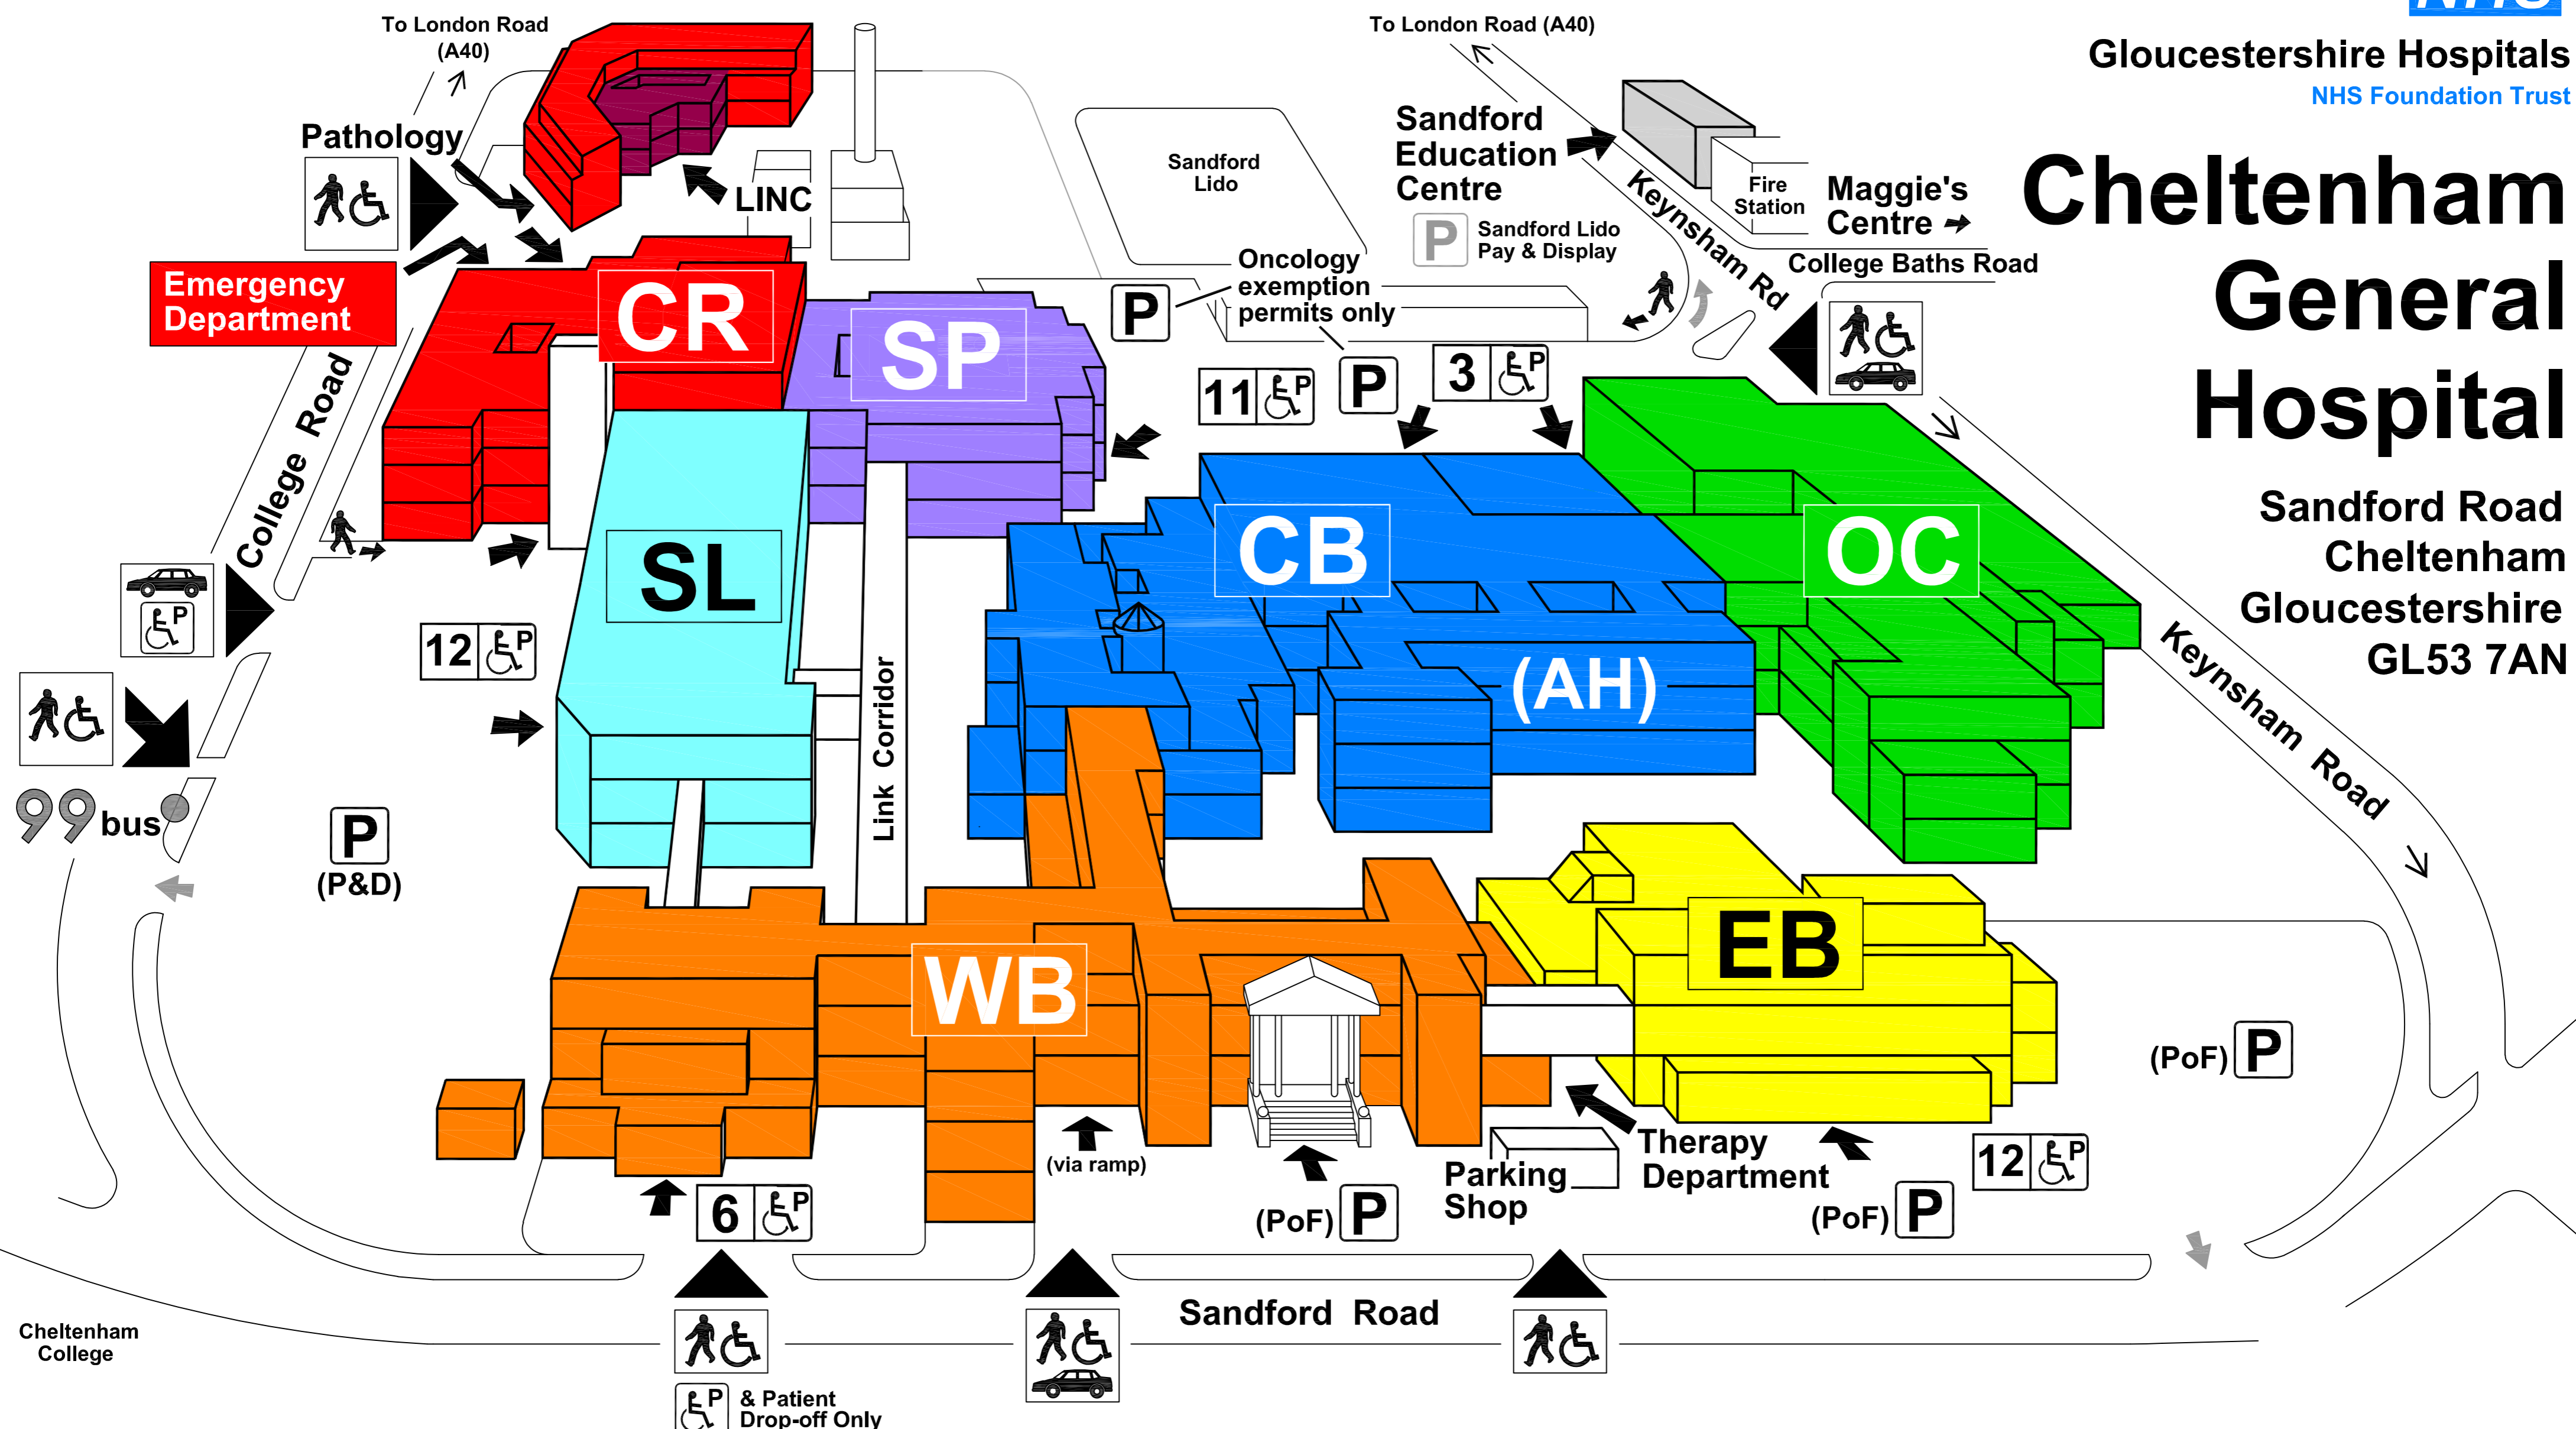 NHS
Gloucestershire Hospitals
NHS Foundation Trust
Cheltenham
General
Hospital
Sandford Road
Cheltenham
Gloucestershire
GL53 7AN
To London Road
(A40)
Pathology
LINC
Emergency
Department
College Road
CR
SP
SL
Link Corridor
12
P
99 bus
P
(P&D)
To London Road (A40)
Sandford
Lido
Sandford
Education
Centre
P
Sandford Lido
Pay & Display
Fire
Station
Maggie's
Centre
College Baths Road
Keynsham Rd
Oncology
exemption
permits only
P
P
11
P
3
P
CB
(AH)
OC
Keynsham Road
WB
EB
(via ramp)
6
P
(PoF) P
Parking
Shop
Therapy
Department
(PoF) P
12
P
(PoF) P
P
Sandford Road
Cheltenham
College
P
& Patient
Drop-off Only